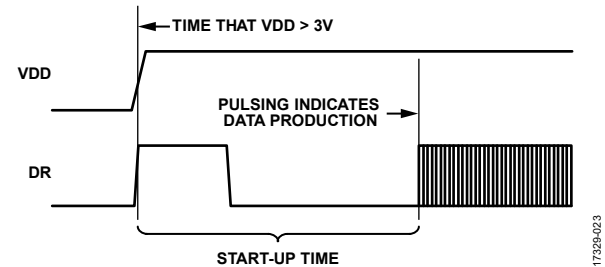 TIME THAT VDD > 3V
VDD
PULSING INDICATES
DATA PRODUCTION
DR
START-UP TIME
17329-023